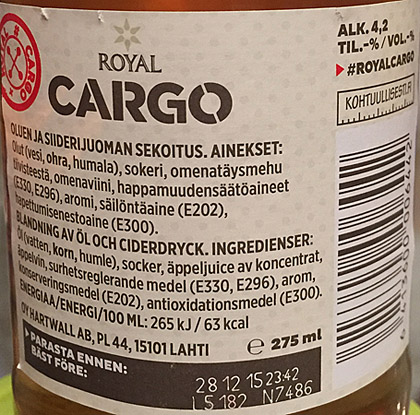 ROYAL
CARGO
OLUEN JA SIIDERIJUOMAN SEKOITUS. AINEKSET:
Olut (vesi, ohra, humala), sokeri, omenatäysmehu
tiivisteestä, omenaviini, happamuudensäätöaineet
(E330, E296), aromi, säilöntäaine (E202),
hapettumisenestoaine (E300).
BLANDNING AV ÖL OCH CIDERDRYCK. INGREDIENSER:
Öl (vatten, korn, humle), socker, äppeljuice av koncentrat,
äppelvin, surhetsreglerande medel (E330, E296), arom,
konserveringsmedel (E202), antioxidationsmedel (E300).
ENERGIAA/ENERGI/100 ML: 265 kJ / 63 kcal
OY HARTWALL AB, PL 44, 15101 LAHTI
e 275 ml
PARASTA ENNEN:
BÄST FÖRE:
28 12 15 23:42
L5 182 N7486
ALK. 4,2
TIL.-% / VOL.-%
#ROYALCARGO
KOHTUULLISESTI.FI
CARGO